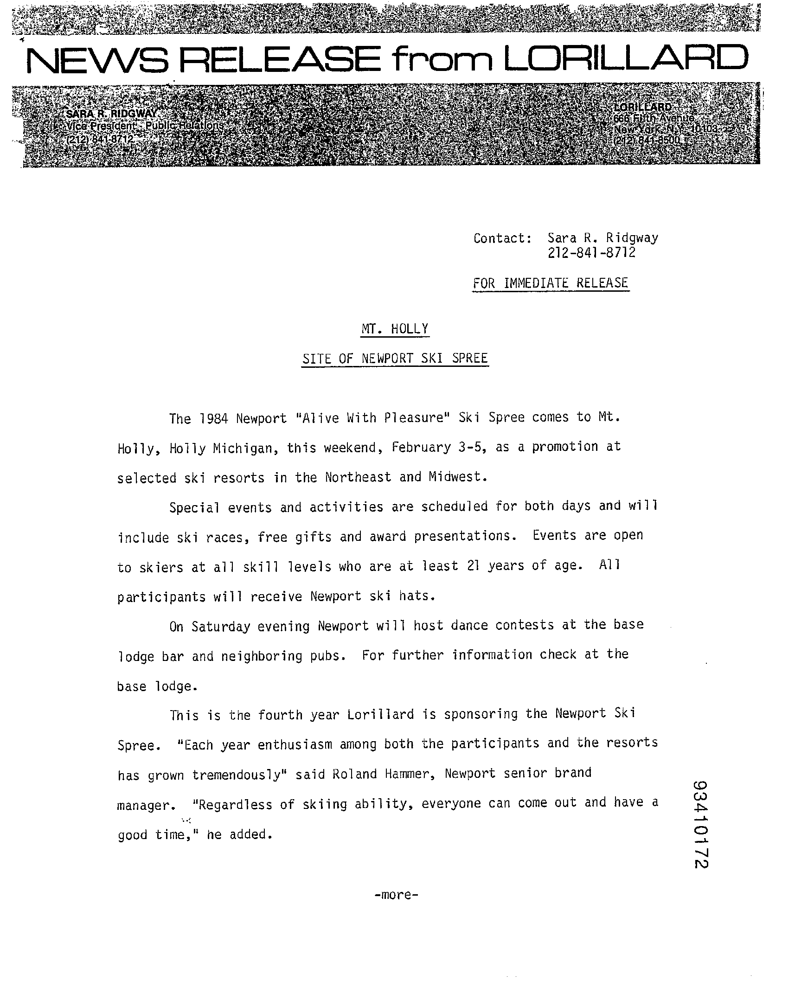 NEWS RELEASE from LORILLARD
SARA R. RIDGWAY
Vice President, Public Relations
(212) 841-8712
LORILLARD
666 Fifth Avenue
New York, N.Y. 10103
(212) 841-8500
Contact: Sara R. Ridgway
212-841-8712
FOR IMMEDIATE RELEASE
MT. HOLLY
SITE OF NEWPORT SKI SPREE
The 1984 Newport "Alive With Pleasure" Ski Spree comes to Mt.
Holly, Holly Michigan, this weekend, February 3-5, as a promotion at
selected ski resorts in the Northeast and Midwest.
Special events and activities are scheduled for both days and will
include ski races, free gifts and award presentations. Events are open
to skiers at all skill levels who are at least 21 years of age. All
participants will receive Newport ski hats.
On Saturday evening Newport will host dance contests at the base
lodge bar and neighboring pubs. For further information check at the
base lodge.
This is the fourth year Lorillard is sponsoring the Newport Ski
Spree. "Each year enthusiasm among both the participants and the resorts
has grown tremendously" said Roland Hammer, Newport senior brand
manager. "Regardless of skiing ability, everyone can come out and have a
good time," he added.
-more-
93410172